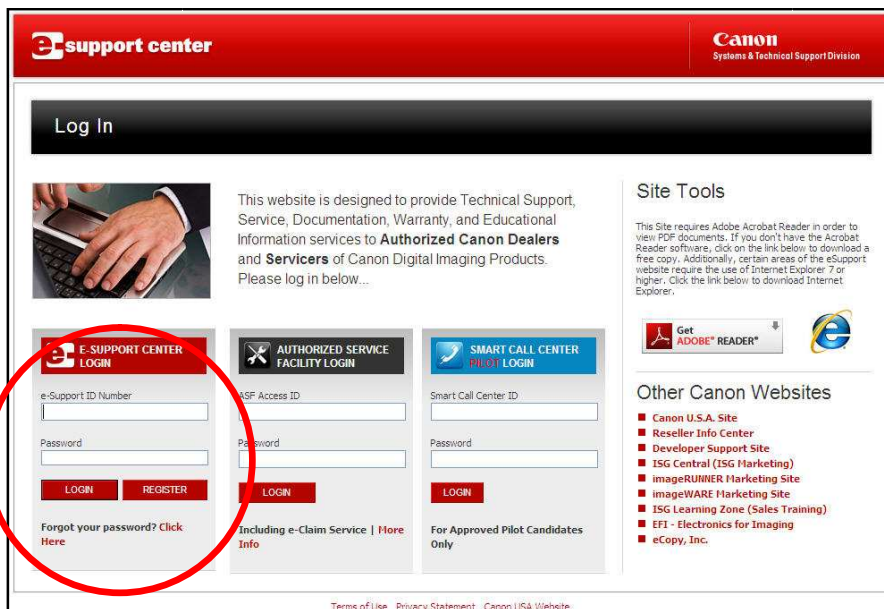 e-support center
Canon
Systems & Technical Support Division
Log In
This website is designed to provide Technical Support,
Service, Documentation, Warranty, and Educational
Information services to Authorized Canon Dealers
and Servicers of Canon Digital Imaging Products.
Please log in below...
E-SUPPORT CENTER
LOGIN
e-Support ID Number
Password
LOGIN
REGISTER
Forgot your password? Click
Here
AUTHORIZED SERVICE
FACILITY LOGIN
ASF Access ID
Password
LOGIN
Including e-Claim Service | More
Info
SMART CALL CENTER
PILOT LOGIN
Smart Call Center ID
Password
LOGIN
For Approved Pilot Candidates
Only
Site Tools
This Site requires Adobe Acrobat Reader in order to
view PDF documents. If you don't have the Acrobat
Reader software, click on the link below to download a
free copy. Additionally, certain areas of the eSupport
website require the use of Internet Explorer 7 or
higher. Click the link below to download Internet
Explorer.
Get
ADOBE® READER®
Other Canon Websites
Canon U.S.A. Site
Reseller Info Center
Developer Support Site
ISG Central (ISG Marketing)
imageRUNNER Marketing Site
imageWARE Marketing Site
ISG Learning Zone (Sales Training)
EFI - Electronics for Imaging
eCopy, Inc.
Terms of Use Privacy Statement Canon USA Website